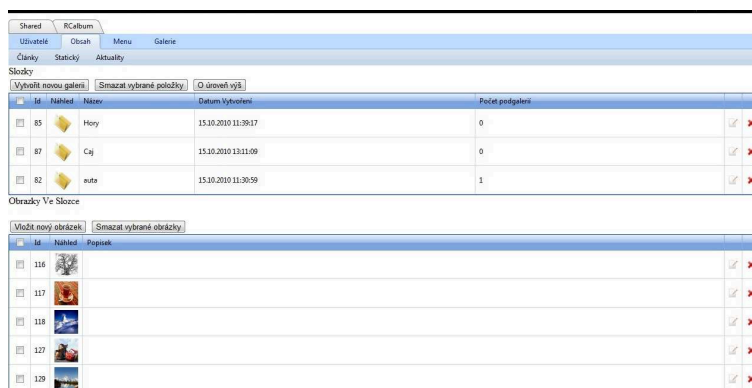 Shared RCalbum
Uživatelé Obsah Menu Galerie
Články Statický Aktuality
Slozky
Vytvořit novou galerii Smazat vybrané položky O úroveň výš
Id Náhled Název Datum Vytvoření Počet podgalerií
85 Hory 15.10.2010 11:39:17 0
87 Caj 15.10.2010 13:11:09 0
82 auta 15.10.2010 11:30:59 1
Obrazky Ve Slozce
Vložit nový obrázek Smazat vybrané obrázky
Id Náhled Popisek
116
117
118
127
129